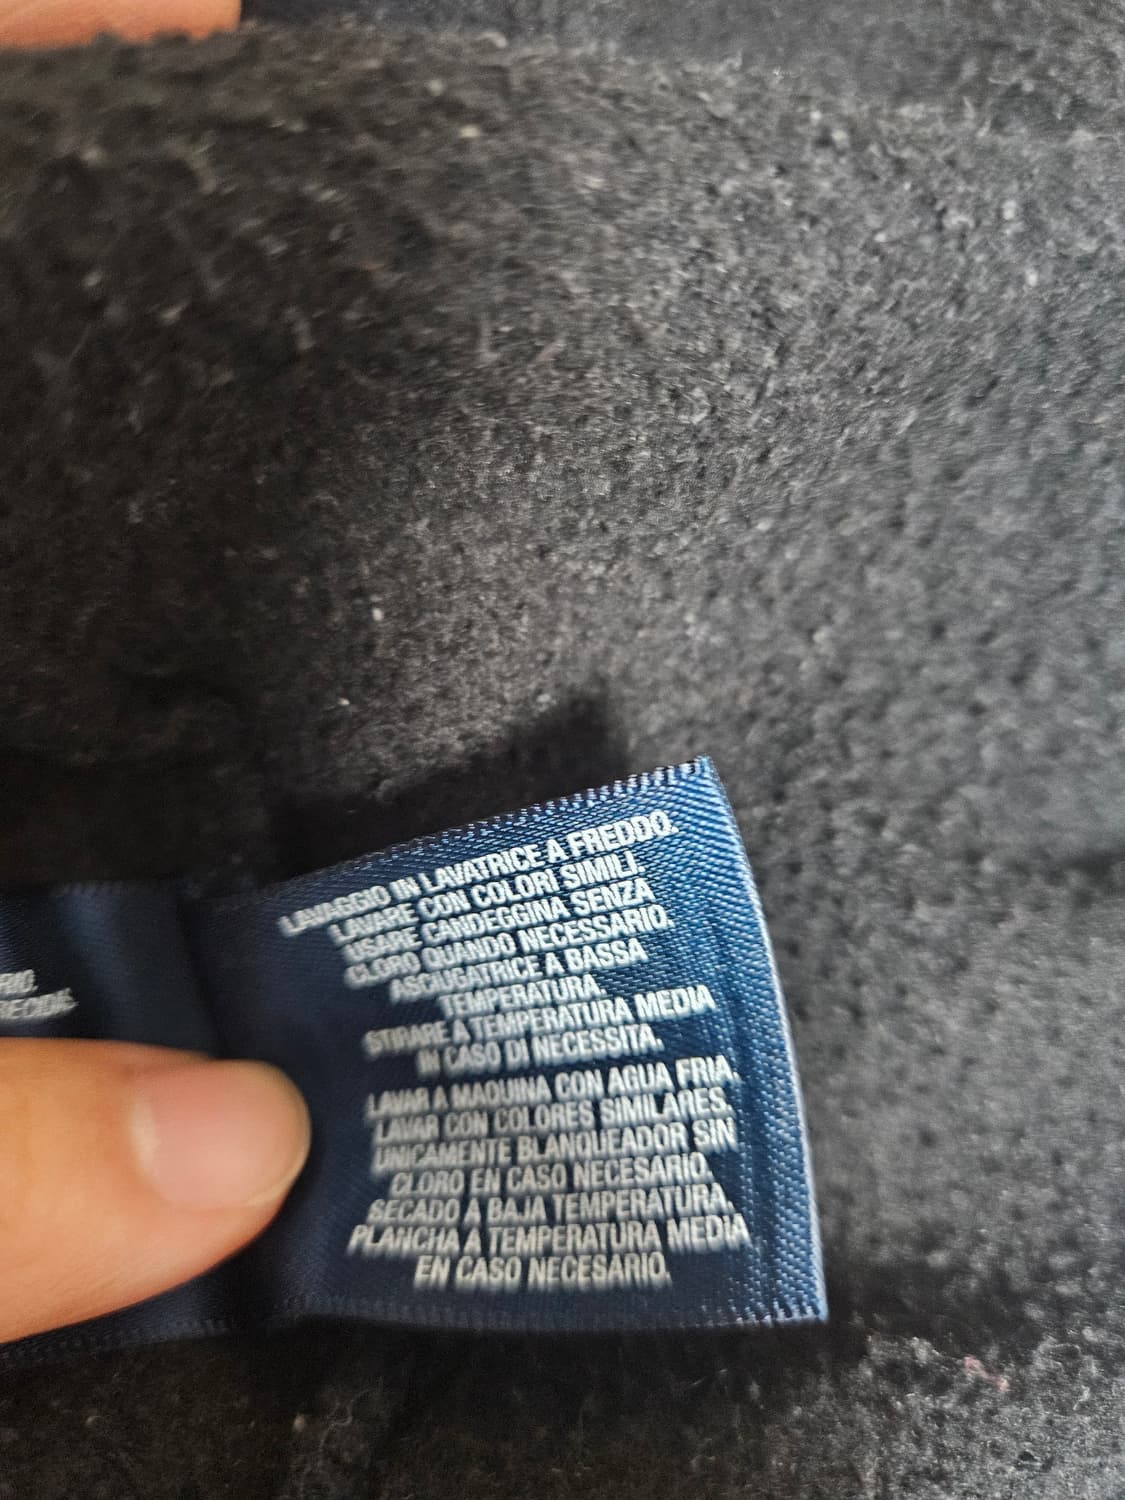 LAVAGGIO IN LAVATRICE A FREDDO.
LAVARE CON COLORI SIMILI.
USARE CANDEGGINA SENZA
CLORO QUANDO NECESSARIO.
ASCIUGATRICE A BASSA
TEMPERATURA.
STIRARE A TEMPERATURA MEDIA
IN CASO DI NECESSITA.
LAVAR A MAQUINA CON AGUA FRIA.
LAVAR CON COLORES SIMILARES.
UNICAMENTE BLANQUEADOR SIN
CLORO EN CASO NECESARIO.
SECADO A BAJA TEMPERATURA.
PLANCHA A TEMPERATURA MEDIA
EN CASO NECESARIO.